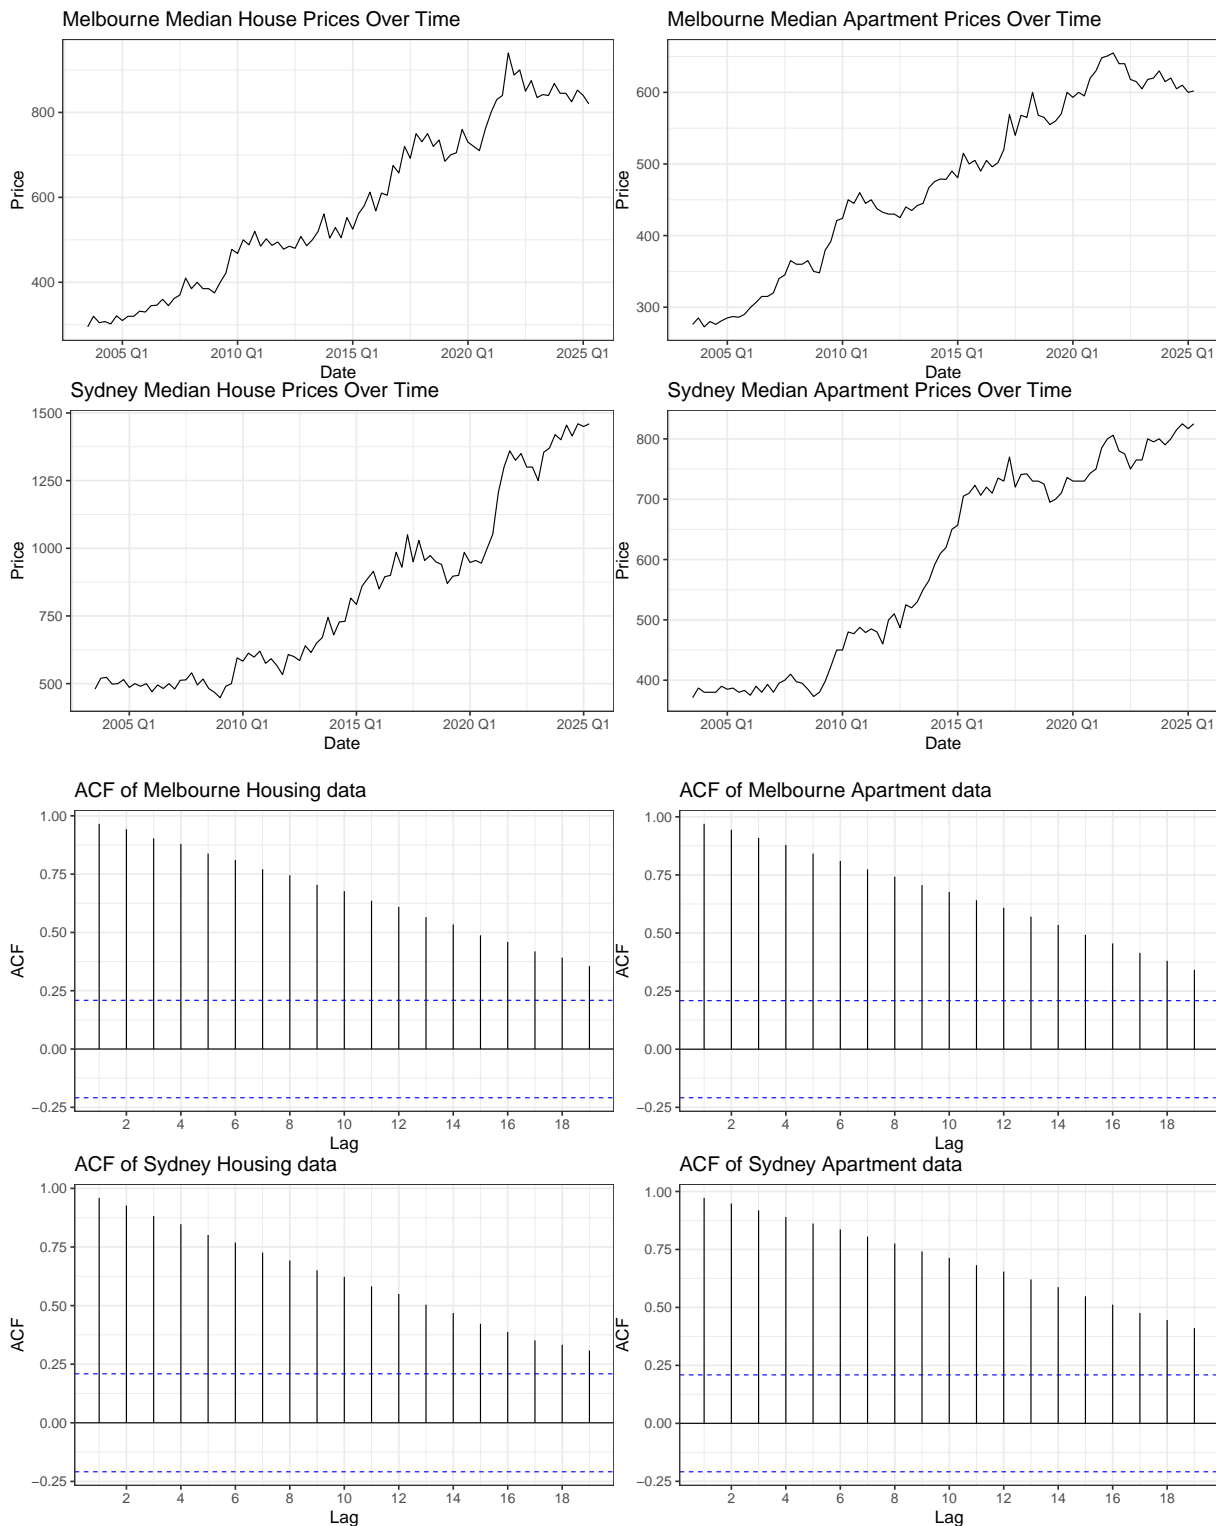 Melbourne Median House Prices Over Time
Price
800
600
400
2005 Q1 2010 Q1 2015 Q1 2020 Q1 2025 Q1
Date
Melbourne Median Apartment Prices Over Time
Price
600
500
400
300
2005 Q1 2010 Q1 2015 Q1 2020 Q1 2025 Q1
Date
Sydney Median House Prices Over Time
Price
1500
1250
1000
750
500
2005 Q1 2010 Q1 2015 Q1 2020 Q1 2025 Q1
Date
Sydney Median Apartment Prices Over Time
Price
800
700
600
500
400
2005 Q1 2010 Q1 2015 Q1 2020 Q1 2025 Q1
Date
ACF of Melbourne Housing data
ACF
1.00
0.75
0.50
0.25
0.00
−0.25
2 4 6 8 10 12 14 16 18
Lag
ACF of Melbourne Apartment data
ACF
1.00
0.75
0.50
0.25
0.00
−0.25
2 4 6 8 10 12 14 16 18
Lag
ACF of Sydney Housing data
ACF
1.00
0.75
0.50
0.25
0.00
−0.25
2 4 6 8 10 12 14 16 18
Lag
ACF of Sydney Apartment data
ACF
1.00
0.75
0.50
0.25
0.00
−0.25
2 4 6 8 10 12 14 16 18
Lag